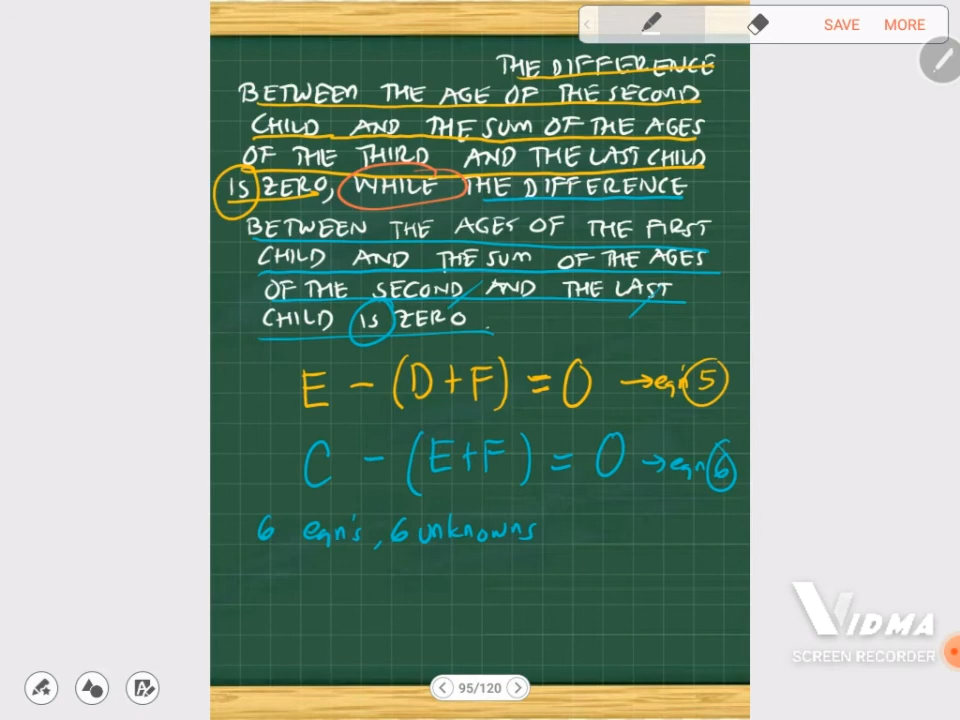 SAVE MORE
THE DIFFERENCE
BETWEEN THE AGE OF THE SECOND
CHILD AND THE SUM OF THE AGES
OF THE THIRD AND THE LAST CHILD
IS ZERO, WHILE THE DIFFERENCE
BETWEEN THE AGES OF THE FIRST
CHILD AND THE SUM OF THE AGES
OF THE SECOND AND THE LAST
CHILD IS ZERO.
E - (D+F) = 0 → eqn 5
C - (E+F) = 0 → eqn 6
6 eqn's, 6 unknowns
VIDMA
SCREEN RECORDER
95/120